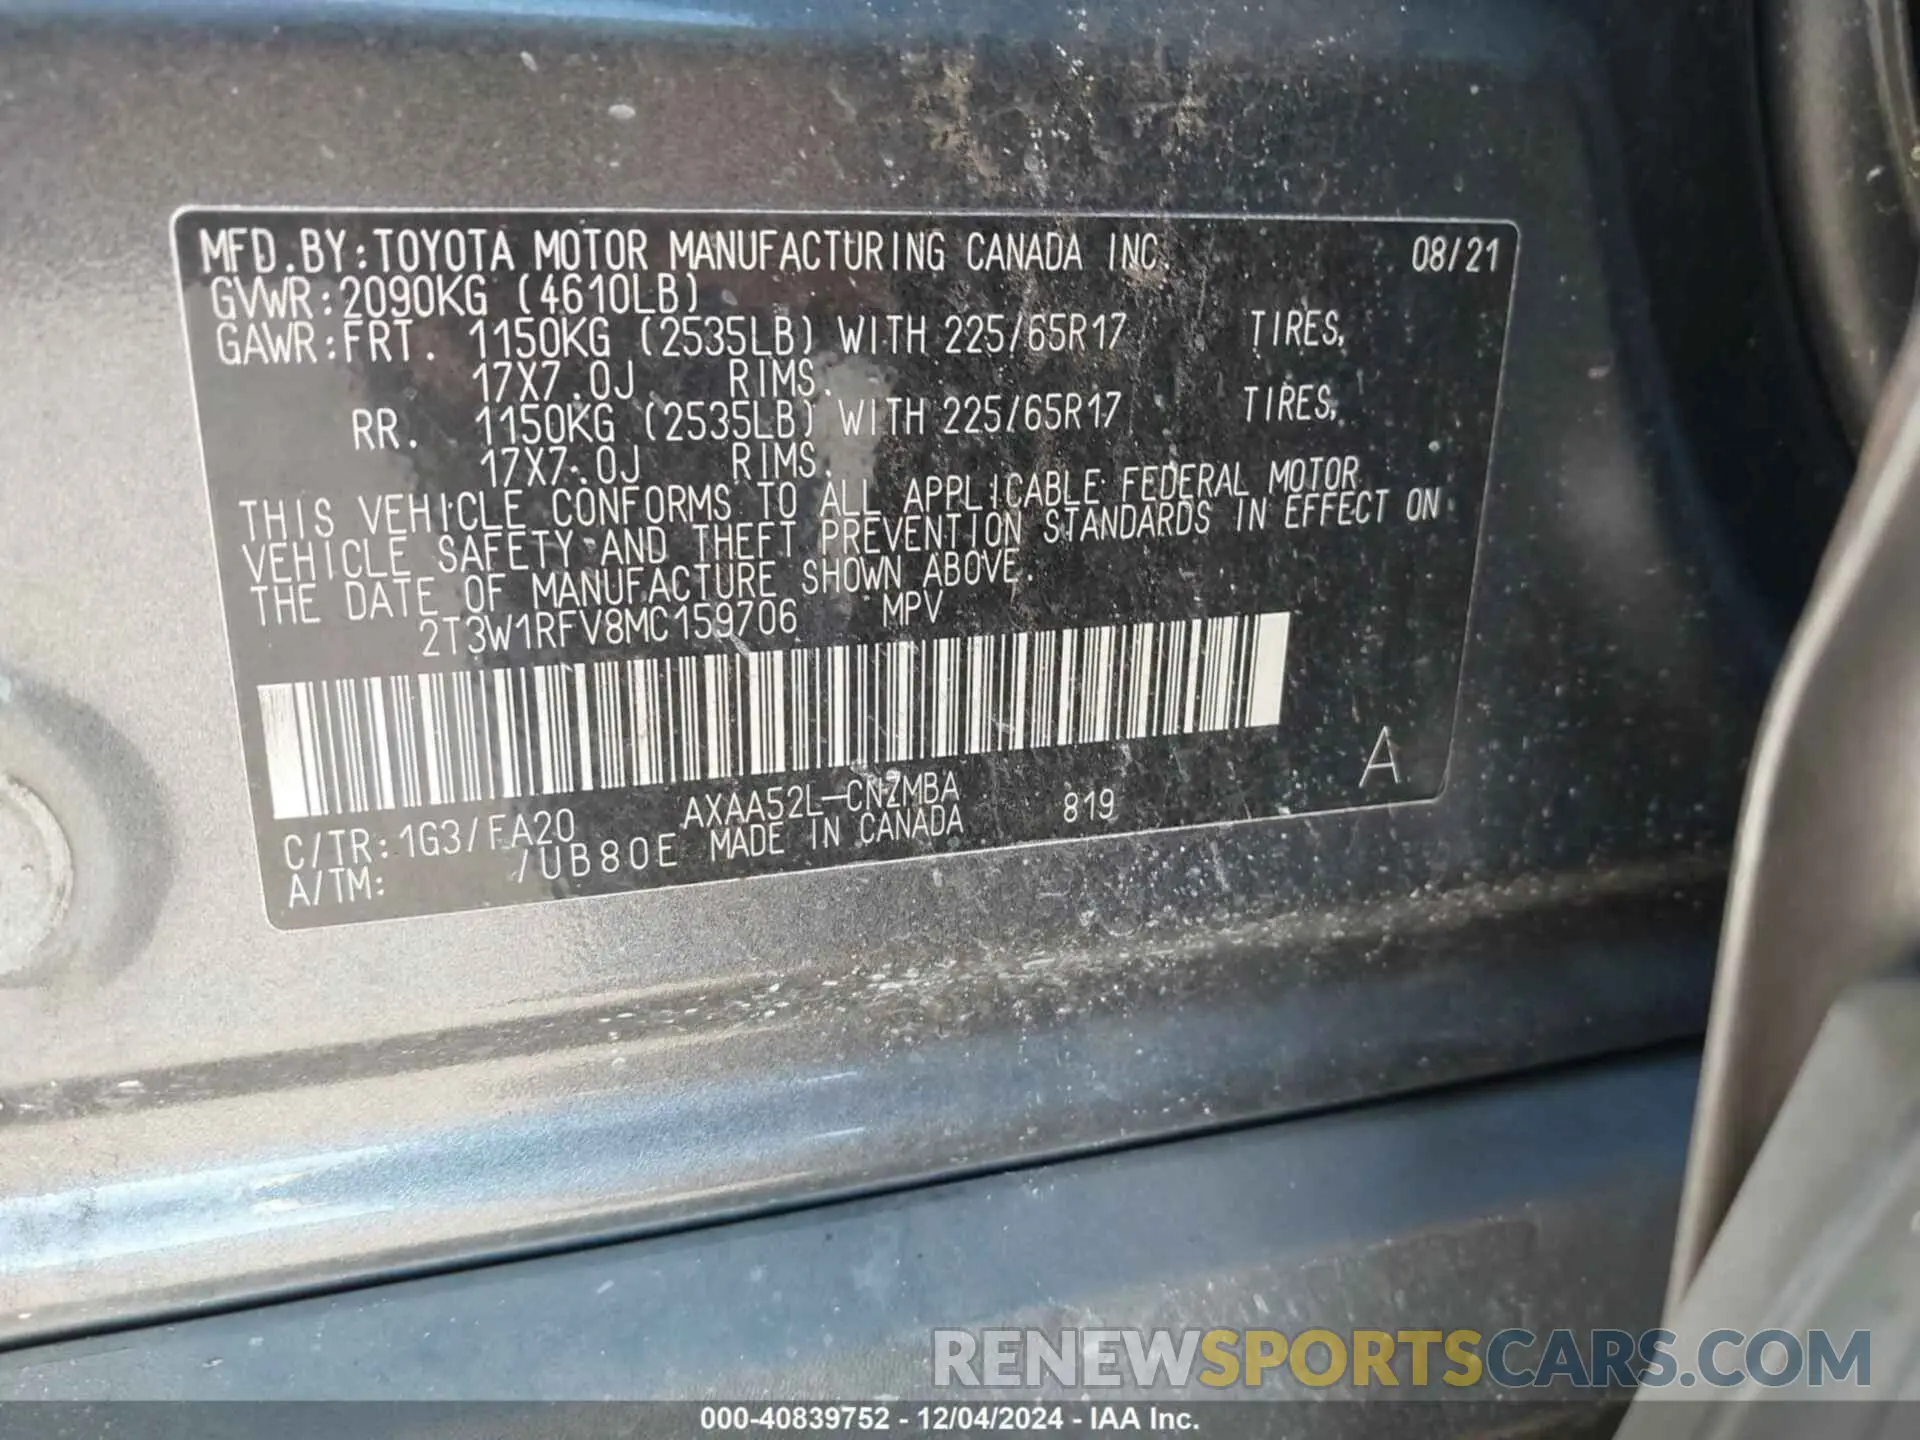 MFD.BY:TOYOTA MOTOR MANUFACTURING CANADA INC. 08/21
GVWR:2090KG (4610LB)
GAWR:FRT. 1150KG (2535LB) WITH 225/65R17 TIRES,
17X7.0J RIMS.
RR. 1150KG (2535LB) WITH 225/65R17 TIRES,
17X7.0J RIMS.
THIS VEHICLE CONFORMS TO ALL APPLICABLE FEDERAL MOTOR
VEHICLE SAFETY AND THEFT PREVENTION STANDARDS IN EFFECT ON
THE DATE OF MANUFACTURE SHOWN ABOVE.
2T3W1RFV8MC159706 MPV
C/TR:1G3/FA20 AXAA52L-CNZMBA 819 A
A/TM: /UB80E MADE IN CANADA
RENEWSPORTSCARS.COM
000-40839752 - 12/04/2024 - IAA Inc.